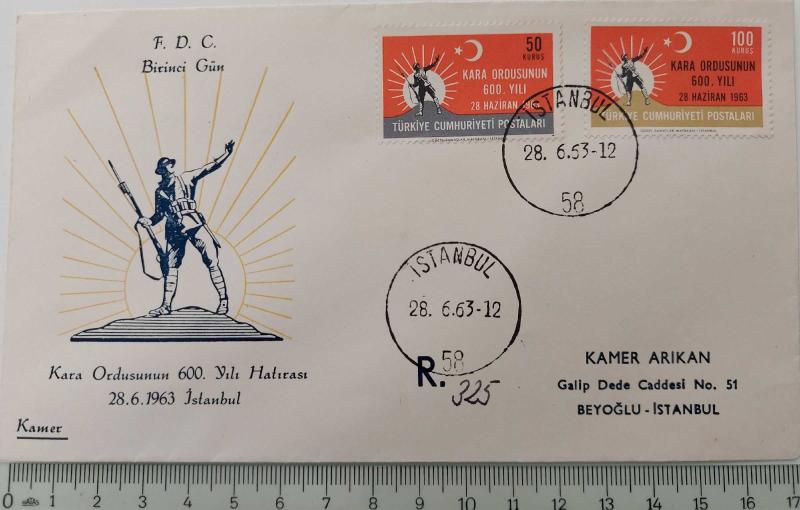 F. D. C.
Birinci Gün
50
KURUŞ
KARA ORDUSUNUN
600. YILI
28 HAZİRAN 1963
TÜRKİYE CUMHURİYETİ POSTALARI
100
KURUŞ
KARA ORDUSUNUN
600. YILI
28 HAZİRAN 1963
TÜRKİYE CUMHURİYETİ POSTALARI
İSTANBUL
28. 6.63-12
58
İSTANBUL
28. 6.63-12
58
R. 325
Kara Ordusunun 600. Yılı Hatırası
28.6.1963 İstanbul
Kamer
KAMER ARIKAN
Galip Dede Caddesi No. 51
BEYOĞLU - İSTANBUL
0 1 2 3 4 5 6 7 8 9 10 11 12 13 14 15 16 17